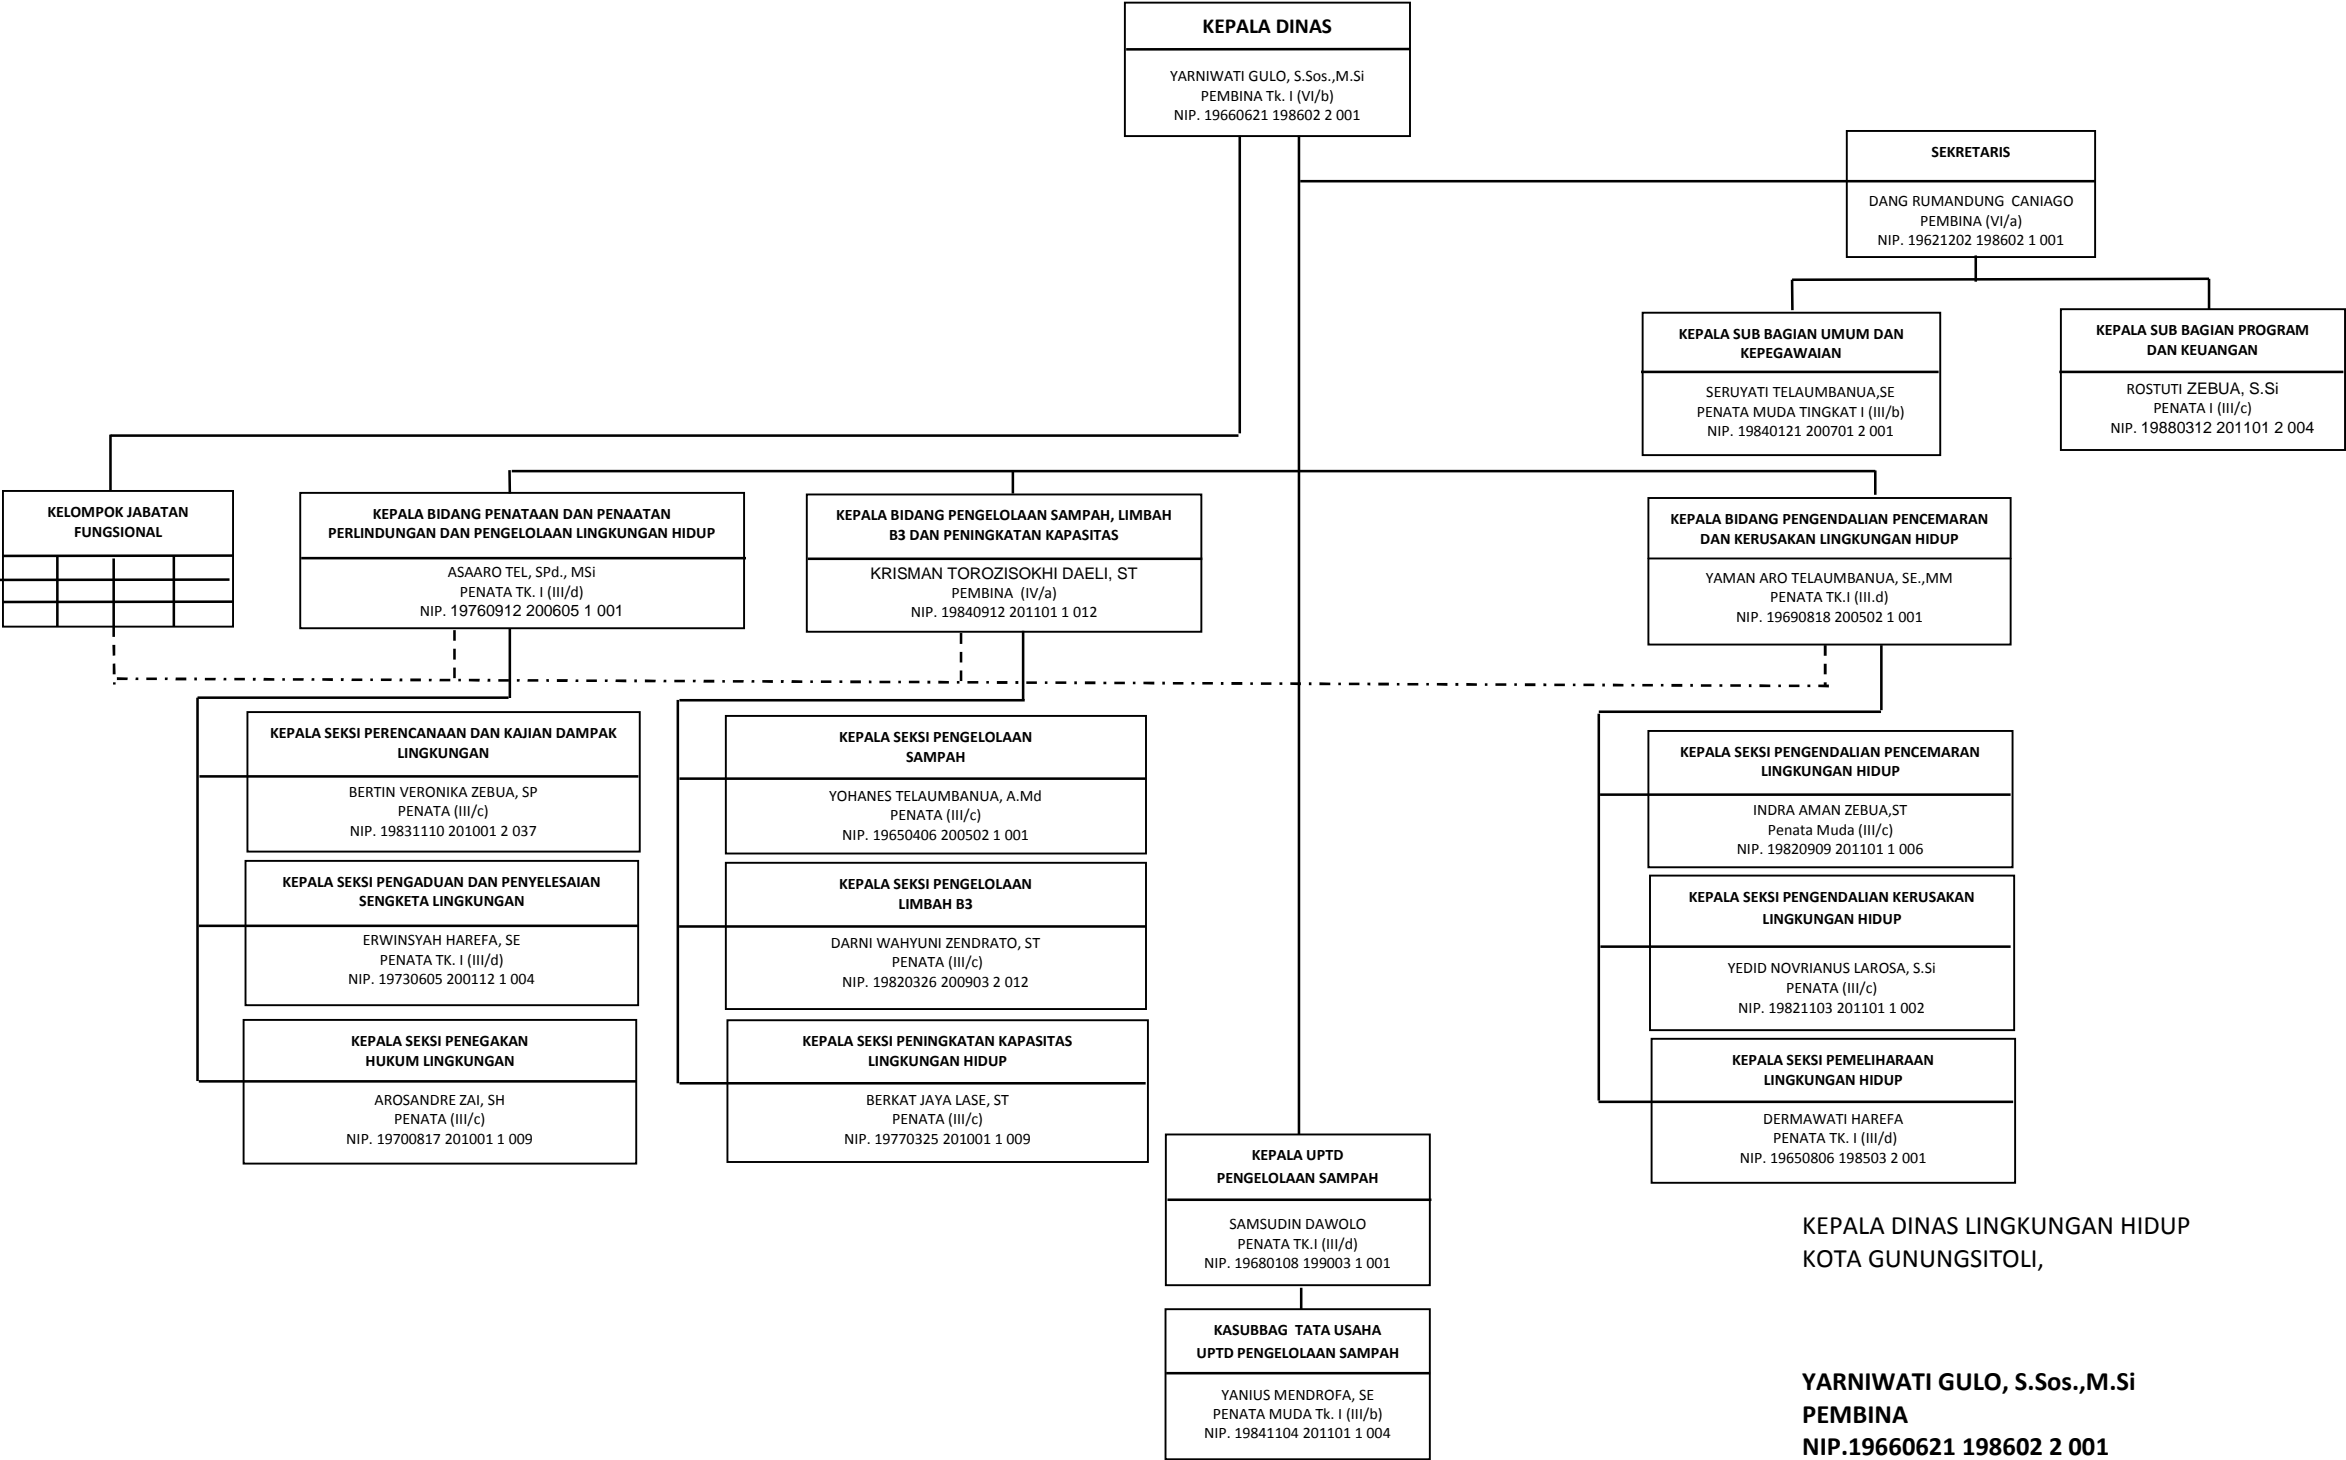 KEPALA DINAS
YARNIWATI GULO, S.Sos.,M.Si
PEMBINA Tk. I (VI/b)
NIP. 19660621 198602 2 001
SEKRETARIS
DANG RUMANDUNG CANIAGO
PEMBINA (VI/a)
NIP. 19621202 198602 1 001
KEPALA SUB BAGIAN UMUM DAN
KEPEGAWAIAN
SERUYATI TELAUMBANUA,SE
PENATA MUDA TINGKAT I (III/b)
NIP. 19840121 200701 2 001
KEPALA SUB BAGIAN PROGRAM
DAN KEUANGAN
ROSTUTI ZEBUA, S.Si
PENATA I (III/c)
NIP. 19880312 201101 2 004
KELOMPOK JABATAN
FUNGSIONAL
KEPALA BIDANG PENATAAN DAN PENAATAN
PERLINDUNGAN DAN PENGELOLAAN LINGKUNGAN HIDUP
ASAARO TEL, SPd., MSi
PENATA TK. I (III/d)
NIP. 19760912 200605 1 001
KEPALA BIDANG PENGELOLAAN SAMPAH, LIMBAH
B3 DAN PENINGKATAN KAPASITAS
KRISMAN TOROZISOKHI DAELI, ST
PEMBINA (IV/a)
NIP. 19840912 201101 1 012
KEPALA BIDANG PENGENDALIAN PENCEMARAN
DAN KERUSAKAN LINGKUNGAN HIDUP
YAMAN ARO TELAUMBANUA, SE.,MM
PENATA TK.I (III.d)
NIP. 19690818 200502 1 001
KEPALA SEKSI PERENCANAAN DAN KAJIAN DAMPAK
LINGKUNGAN
BERTIN VERONIKA ZEBUA, SP
PENATA (III/c)
NIP. 19831110 201001 2 037
KEPALA SEKSI PENGADUAN DAN PENYELESAIAN
SENGKETA LINGKUNGAN
ERWINSYAH HAREFA, SE
PENATA TK. I (III/d)
NIP. 19730605 200112 1 004
KEPALA SEKSI PENEGAKAN
HUKUM LINGKUNGAN
AROSANDRE ZAI, SH
PENATA (III/c)
NIP. 19700817 201001 1 009
KEPALA SEKSI PENGELOLAAN
SAMPAH
YOHANES TELAUMBANUA, A.Md
PENATA (III/c)
NIP. 19650406 200502 1 001
KEPALA SEKSI PENGELOLAAN
LIMBAH B3
DARNI WAHYUNI ZENDRATO, ST
PENATA (III/c)
NIP. 19820326 200903 2 012
KEPALA SEKSI PENINGKATAN KAPASITAS
LINGKUNGAN HIDUP
BERKAT JAYA LASE, ST
PENATA (III/c)
NIP. 19770325 201001 1 009
KEPALA SEKSI PENGENDALIAN PENCEMARAN
LINGKUNGAN HIDUP
INDRA AMAN ZEBUA,ST
Penata Muda (III/c)
NIP. 19820909 201101 1 006
KEPALA SEKSI PENGENDALIAN KERUSAKAN
LINGKUNGAN HIDUP
YEDID NOVRIANUS LAROSA, S.Si
PENATA (III/c)
NIP. 19821103 201101 1 002
KEPALA SEKSI PEMELIHARAAN
LINGKUNGAN HIDUP
DERMAWATI HAREFA
PENATA TK. I (III/d)
NIP. 19650806 198503 2 001
KEPALA UPTD
PENGELOLAAN SAMPAH
SAMSUDIN DAWOLO
PENATA TK.I (III/d)
NIP. 19680108 199003 1 001
KASUBBAG TATA USAHA
UPTD PENGELOLAAN SAMPAH
YANIUS MENDROFA, SE
PENATA MUDA Tk. I (III/b)
NIP. 19841104 201101 1 004
KEPALA DINAS LINGKUNGAN HIDUP
KOTA GUNUNGSITOLI,
YARNIWATI GULO, S.Sos.,M.Si
PEMBINA
NIP.19660621 198602 2 001